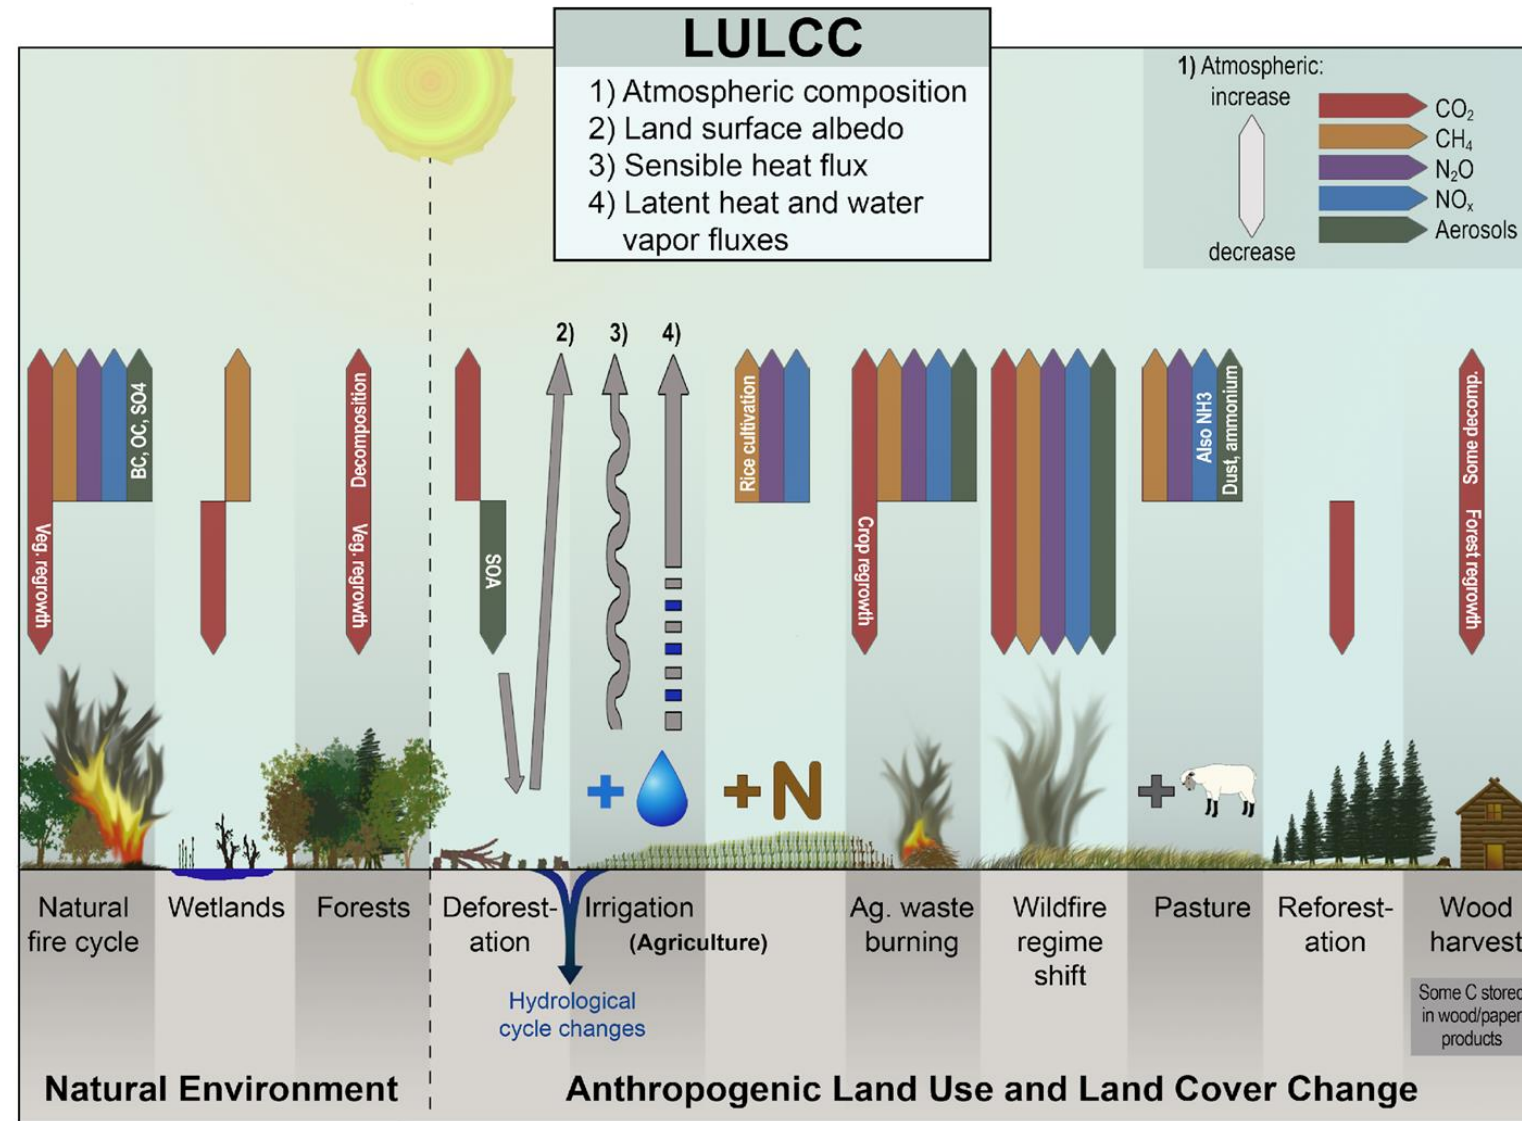 LULCC
1) Atmospheric composition
2) Land surface albedo
3) Sensible heat flux
4) Latent heat and water
vapor fluxes
1) Atmospheric:
increase
decrease
CO₂
CH₄
N₂O
NOₓ
Aerosols
2)
3)
4)
Veg. regrowth
BC, OC, SO4
Decomposition
Veg. regrowth
SOA
Rice cultivation
Crop regrowth
Also NH3
Dust, ammonium
Some decomp.
Forest regrowth
+
+N
+
Natural
fire cycle
Wetlands
Forests
Deforest-
ation
Irrigation
(Agriculture)
Ag. waste
burning
Wildfire
regime
shift
Pasture
Reforest-
ation
Wood
harvest
Hydrological
cycle changes
Some C stored
in wood/paper
products
Natural Environment
Anthropogenic Land Use and Land Cover Change